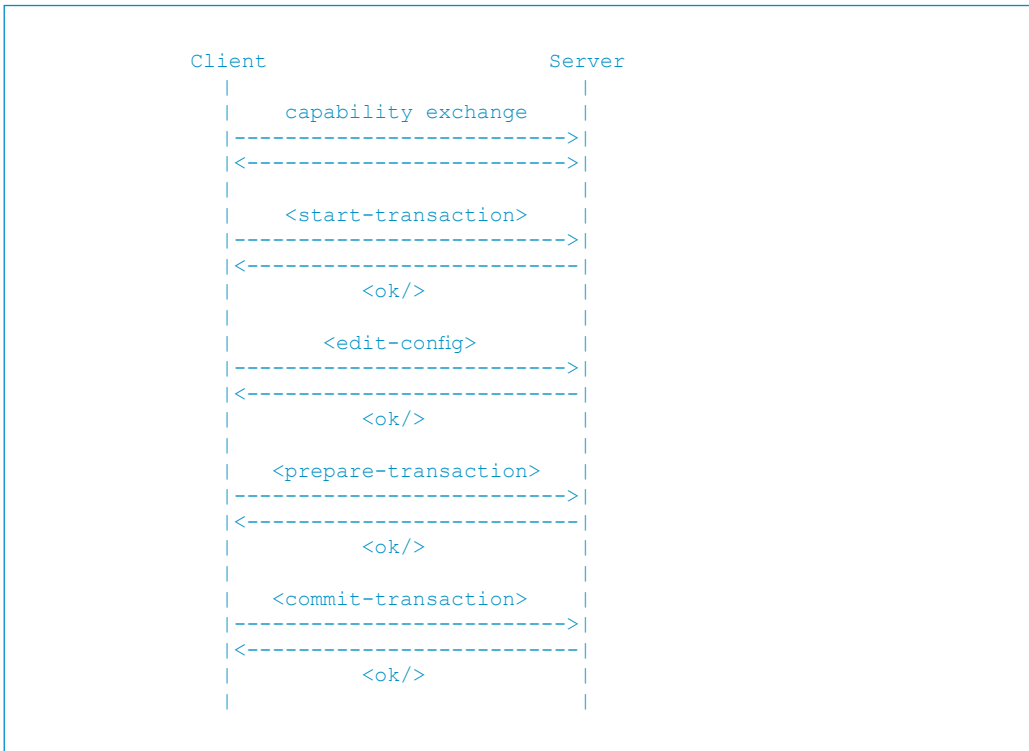 Client                       Server
|                             |
|    capability exchange      |
|--------------------------->|
|<-------------------------->|
|                             |
|    <start-transaction>      |
|--------------------------->|
|<---------------------------|
|          <ok/>              |
|                             |
|       <edit-config>         |
|--------------------------->|
|<---------------------------|
|          <ok/>              |
|                             |
|   <prepare-transaction>     |
|--------------------------->|
|<---------------------------|
|          <ok/>              |
|                             |
|   <commit-transaction>      |
|--------------------------->|
|<---------------------------|
|          <ok/>              |
|                             |